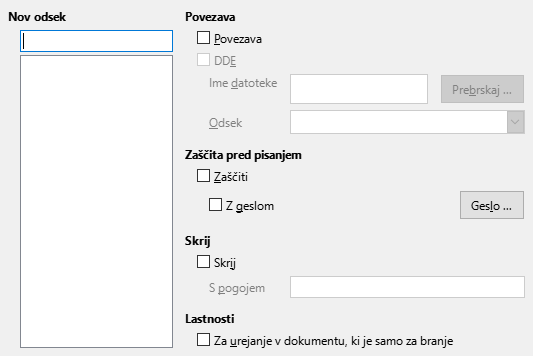 Nov odsek
Povezava
Povezava
DDE
Ime datoteke
Prebrskaj ...
Odsek
Zaščita pred pisanjem
Zaščiti
Z geslom
Geslo ...
Skrij
Skrij
S pogojem
Lastnosti
Za urejanje v dokumentu, ki je samo za branje